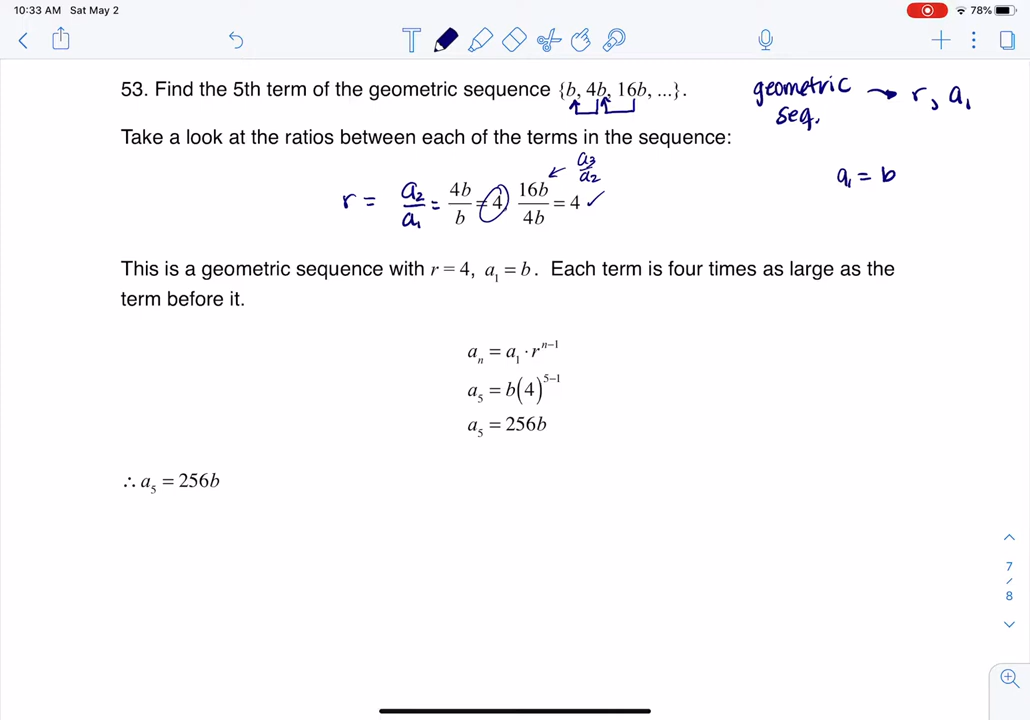 10:33 AM Sat May 2 78%
T
53. Find the 5th term of the geometric sequence {b, 4b, 16b, ...}.
geometric seq. → r, a₁
Take a look at the ratios between each of the terms in the sequence:
a₁ = b
r = a₂/a₁ = 4b/b = 4, 16b/4b = 4 ✓ ← a₃/a₂
This is a geometric sequence with r = 4, a₁ = b. Each term is four times as large as the
term before it.
aₙ = a₁ · rⁿ⁻¹
a₅ = b(4)⁵⁻¹
a₅ = 256b
∴ a₅ = 256b
7
/
8